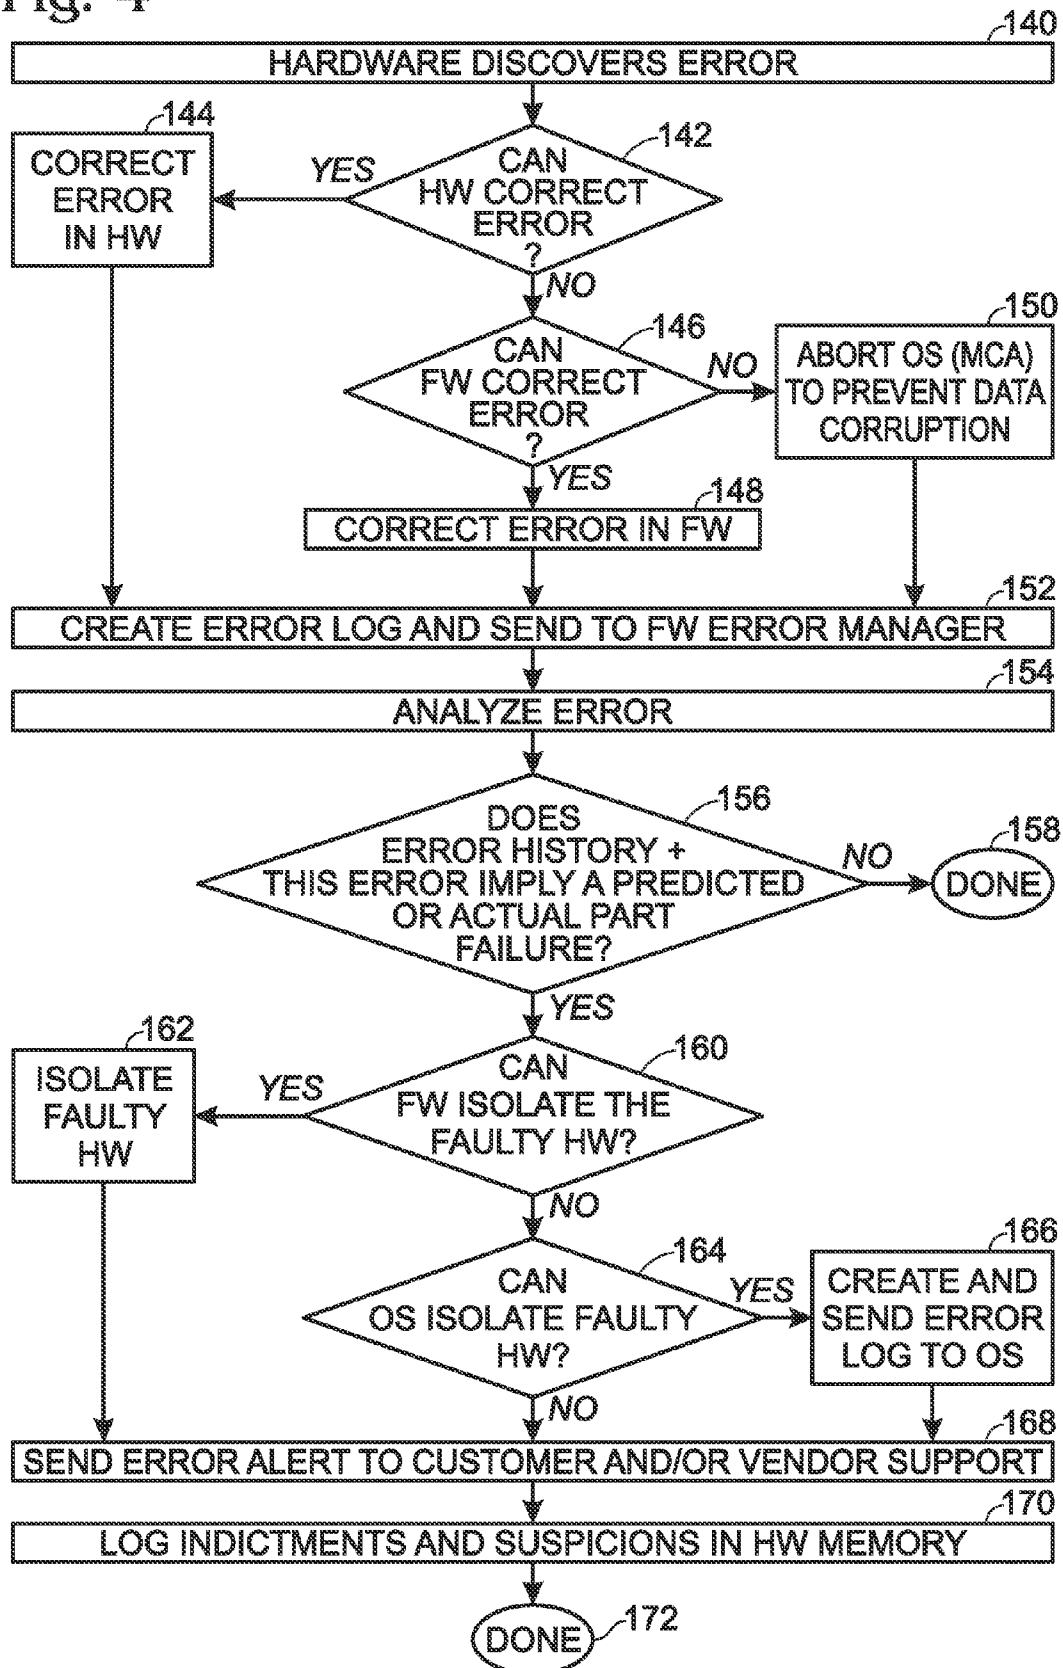 Fig. 4
140
HARDWARE DISCOVERS ERROR
144
142
CORRECT
ERROR
IN HW
YES
CAN
HW CORRECT
ERROR
?
NO
150
146
CAN
FW CORRECT
ERROR
?
NO
ABORT OS (MCA)
TO PREVENT DATA
CORRUPTION
YES
148
CORRECT ERROR IN FW
152
CREATE ERROR LOG AND SEND TO FW ERROR MANAGER
154
ANALYZE ERROR
156
DOES
ERROR HISTORY +
THIS ERROR IMPLY A PREDICTED
OR ACTUAL PART
FAILURE?
NO
158
DONE
YES
162
160
ISOLATE
FAULTY
HW
YES
CAN
FW ISOLATE THE
FAULTY HW?
NO
164
166
CAN
OS ISOLATE FAULTY
HW?
YES
CREATE AND
SEND ERROR
LOG TO OS
NO
168
SEND ERROR ALERT TO CUSTOMER AND/OR VENDOR SUPPORT
170
LOG INDICTMENTS AND SUSPICIONS IN HW MEMORY
DONE
172